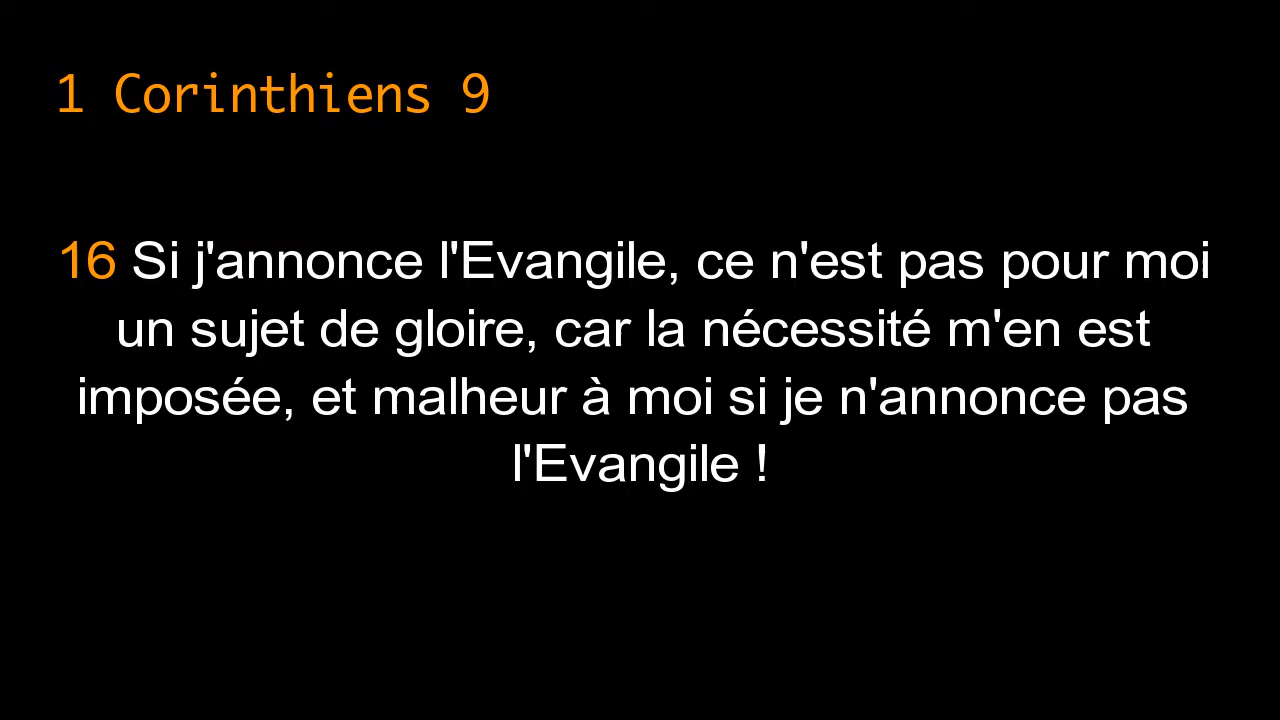 1 Corinthiens 9
16 Si j'annonce l'Evangile, ce n'est pas pour moi
un sujet de gloire, car la nécessité m'en est
imposée, et malheur à moi si je n'annonce pas
l'Evangile !